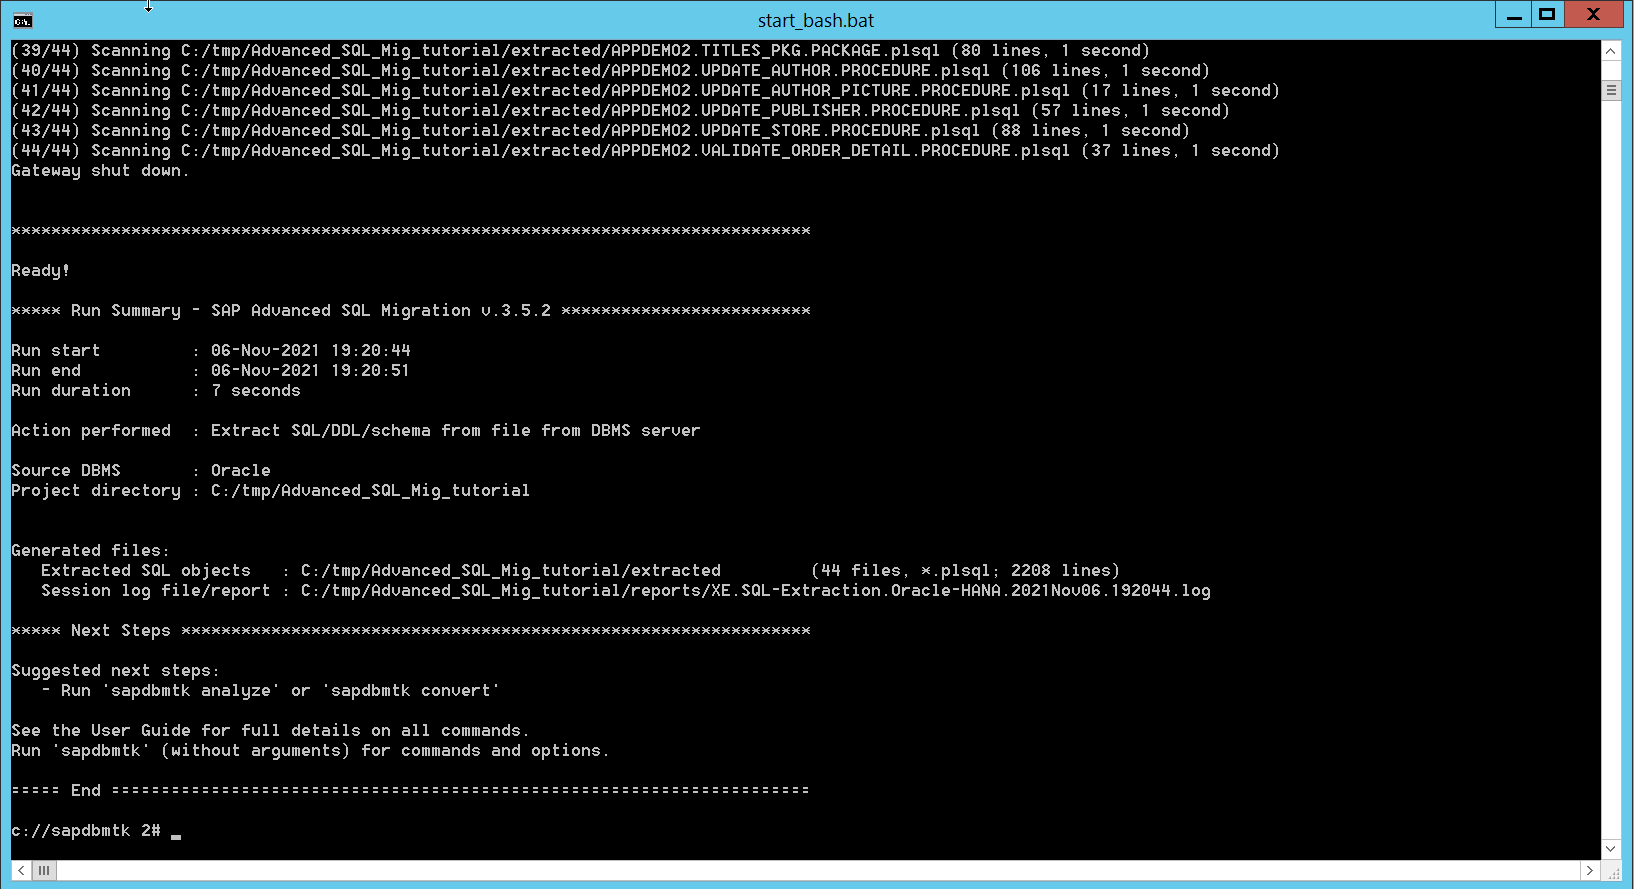 start_bash.bat
(39/44) Scanning C:/tmp/Advanced_SQL_Mig_tutorial/extracted/APPDEMO2.TITLES_PKG.PACKAGE.plsql (80 lines, 1 second)
(40/44) Scanning C:/tmp/Advanced_SQL_Mig_tutorial/extracted/APPDEMO2.UPDATE_AUTHOR.PROCEDURE.plsql (106 lines, 1 second)
(41/44) Scanning C:/tmp/Advanced_SQL_Mig_tutorial/extracted/APPDEMO2.UPDATE_AUTHOR_PICTURE.PROCEDURE.plsql (17 lines, 1 second)
(42/44) Scanning C:/tmp/Advanced_SQL_Mig_tutorial/extracted/APPDEMO2.UPDATE_PUBLISHER.PROCEDURE.plsql (57 lines, 1 second)
(43/44) Scanning C:/tmp/Advanced_SQL_Mig_tutorial/extracted/APPDEMO2.UPDATE_STORE.PROCEDURE.plsql (88 lines, 1 second)
(44/44) Scanning C:/tmp/Advanced_SQL_Mig_tutorial/extracted/APPDEMO2.VALIDATE_ORDER_DETAIL.PROCEDURE.plsql (37 lines, 1 second)
Gateway shut down.
********************************************************************************
Ready!
***** Run Summary - SAP Advanced SQL Migration v.3.5.2 *************************
Run start         : 06-Nov-2021 19:20:44
Run end           : 06-Nov-2021 19:20:51
Run duration      : 7 seconds
Action performed  : Extract SQL/DDL/schema from file from DBMS server
Source DBMS       : Oracle
Project directory : C:/tmp/Advanced_SQL_Mig_tutorial
Generated files:
   Extracted SQL objects   : C:/tmp/Advanced_SQL_Mig_tutorial/extracted         (44 files, *.plsql; 2208 lines)
   Session log file/report : C:/tmp/Advanced_SQL_Mig_tutorial/reports/XE.SQL-Extraction.Oracle-HANA.2021Nov06.192044.log
***** Next Steps ***************************************************************
Suggested next steps:
   - Run 'sapdbmtk analyze' or 'sapdbmtk convert'
See the User Guide for full details on all commands.
Run 'sapdbmtk' (without arguments) for commands and options.
===== End ======================================================================
c://sapdbmtk 2# _